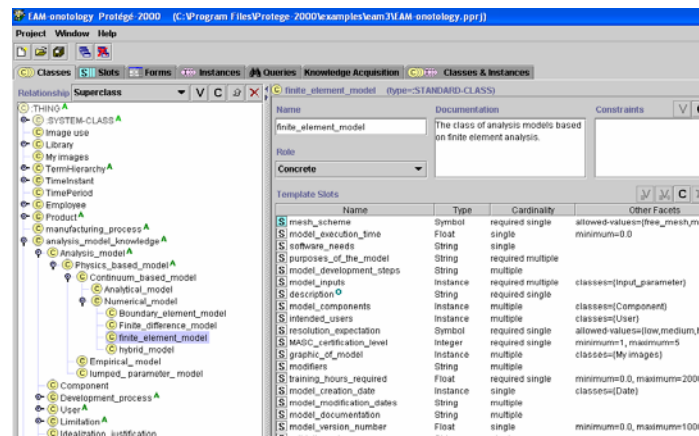 EAM-onotology Protégé-2000 (C:\Program Files\Protege-2000\examples\eam3\EAM-onotology.pprj)
Project Window Help
C Classes S Slots Forms Instances Queries Knowledge Acquisition Classes & Instances
Relationship Superclass V C X
:THING A
:SYSTEM-CLASS A
Image use
Library
My images
TermHierarchy A
TimeInstant
TimePeriod
Employee
Product A
manufacturing_process A
analysis_model_knowledge A
Analysis_model A
Physics_based_model A
Continuum_based_model
Analytical_model
Numerical_model
Boundary_element_model
Finite_difference_model
finite_element_model
hybrid_model
Empirical_model
lumped_parameter_model
Component
Development_process A
User A
Limitation A
Idealization_justification
C finite_element_model (type=:STANDARD-CLASS)
Name Documentation Constraints V
finite_element_model The class of analysis models based
on finite element analysis.
Role
Concrete
Template Slots V C
Name Type Cardinality Other Facets
S mesh_scheme Symbol required single allowed-values={free_mesh,m
S model_execution_time Float single minimum=0.0
S software_needs String single
S purposes_of_the_model String required multiple
S model_development_steps String multiple
S model_inputs Instance required multiple classes={Input_parameter}
S description String required single
S model_components Instance multiple classes={Component}
S intended_users Instance multiple classes={User}
S resolution_expectation Symbol required single allowed-values={low,medium,h
S MASC_certification_level Integer required single minimum=1, maximum=5
S graphic_of_model Instance multiple classes={My images}
S modifiers String multiple
S training_hours_required Float required single minimum=0.0, maximum=2000
S model_creation_date Instance single classes={Date}
S model_modification_dates String multiple
S model_documentation String multiple
S model_version_number Float single minimum=0.0, maximum=100